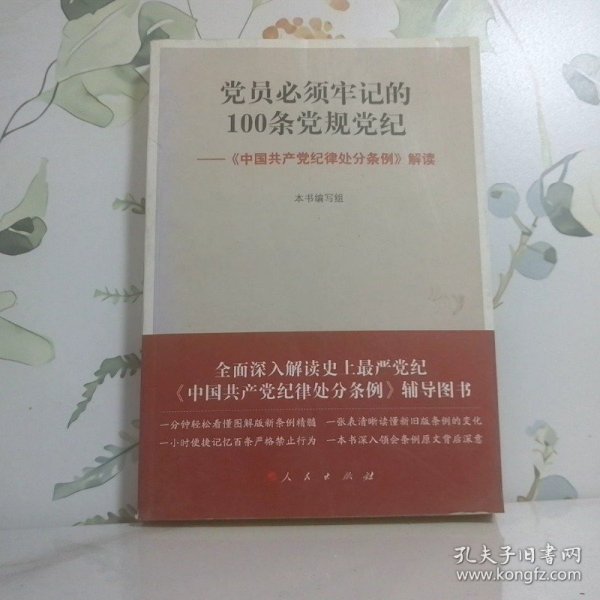 党员必须牢记的
100条党规党纪
——《中国共产党纪律处分条例》解读
本书编写组
全面深入解读史上最严党纪
《中国共产党纪律处分条例》辅导图书
一分钟轻松看懂图解版新条例精髓 一张表清晰读懂新旧版条例的变化
一小时便捷记忆百条严格禁止行为 一本书深入领会条例原文背后深意
人民出版社
孔夫子旧书网
www.kongfz.com